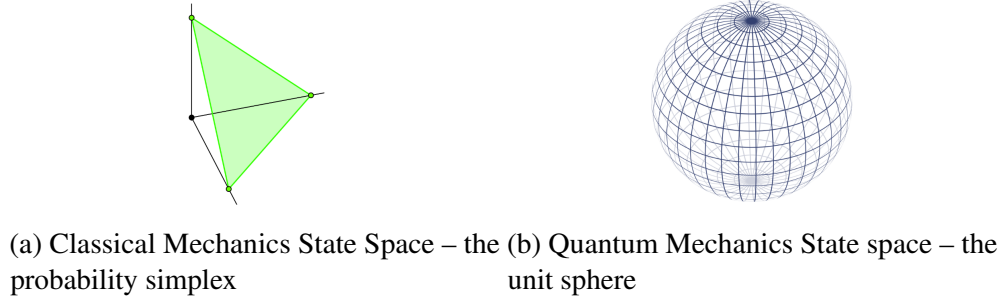 (a) Classical Mechanics State Space – the
probability simplex
(b) Quantum Mechanics State space – the
unit sphere